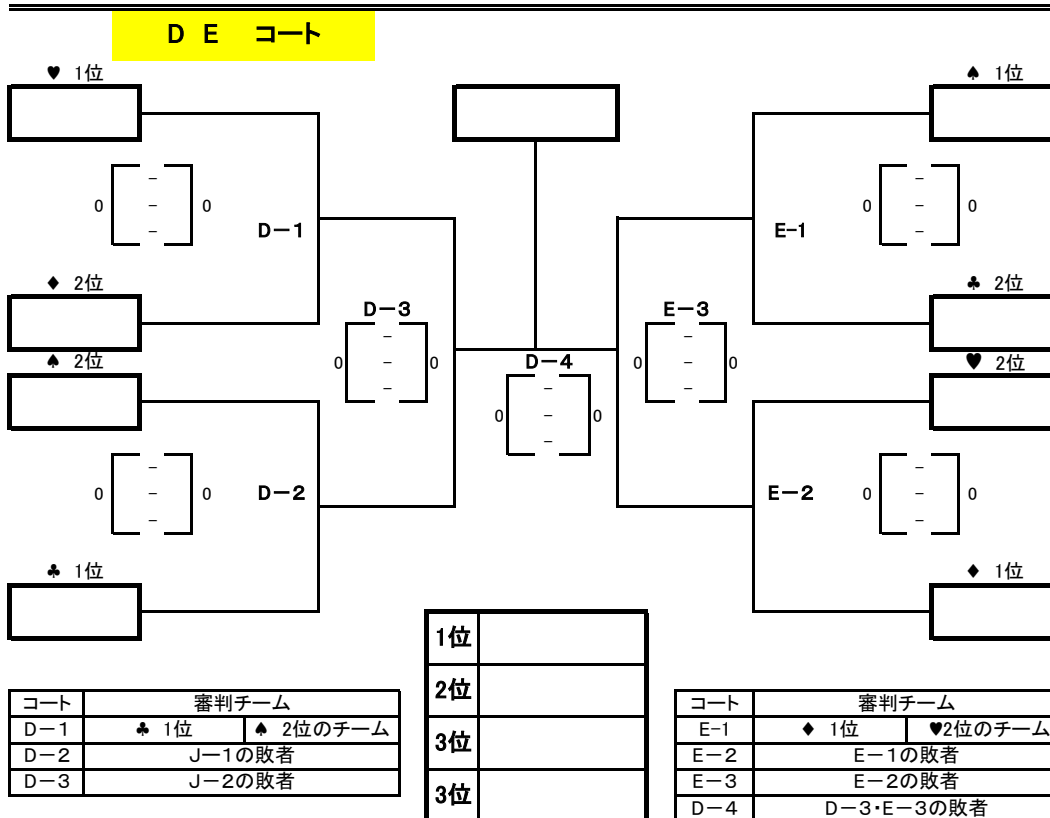 D E コート
♥ 1位
♠ 1位
-
0 - 0
-
D-1
E-1
-
0 - 0
-
♦ 2位
♣ 2位
D-3
E-3
-
0 - 0
-
-
0 - 0
-
♠ 2位
♥ 2位
D-4
-
0 - 0
-
-
0 - 0
-
D-2
E-2
-
0 - 0
-
♣ 1位
♦ 1位
1位
2位
3位
3位
コート 審判チーム
D-1 ♣ 1位 ♠ 2位のチーム
D-2 J-1の敗者
D-3 J-2の敗者
コート 審判チーム
E-1 ♦ 1位 ♥2位のチーム
E-2 E-1の敗者
E-3 E-2の敗者
D-4 D-3・E-3の敗者